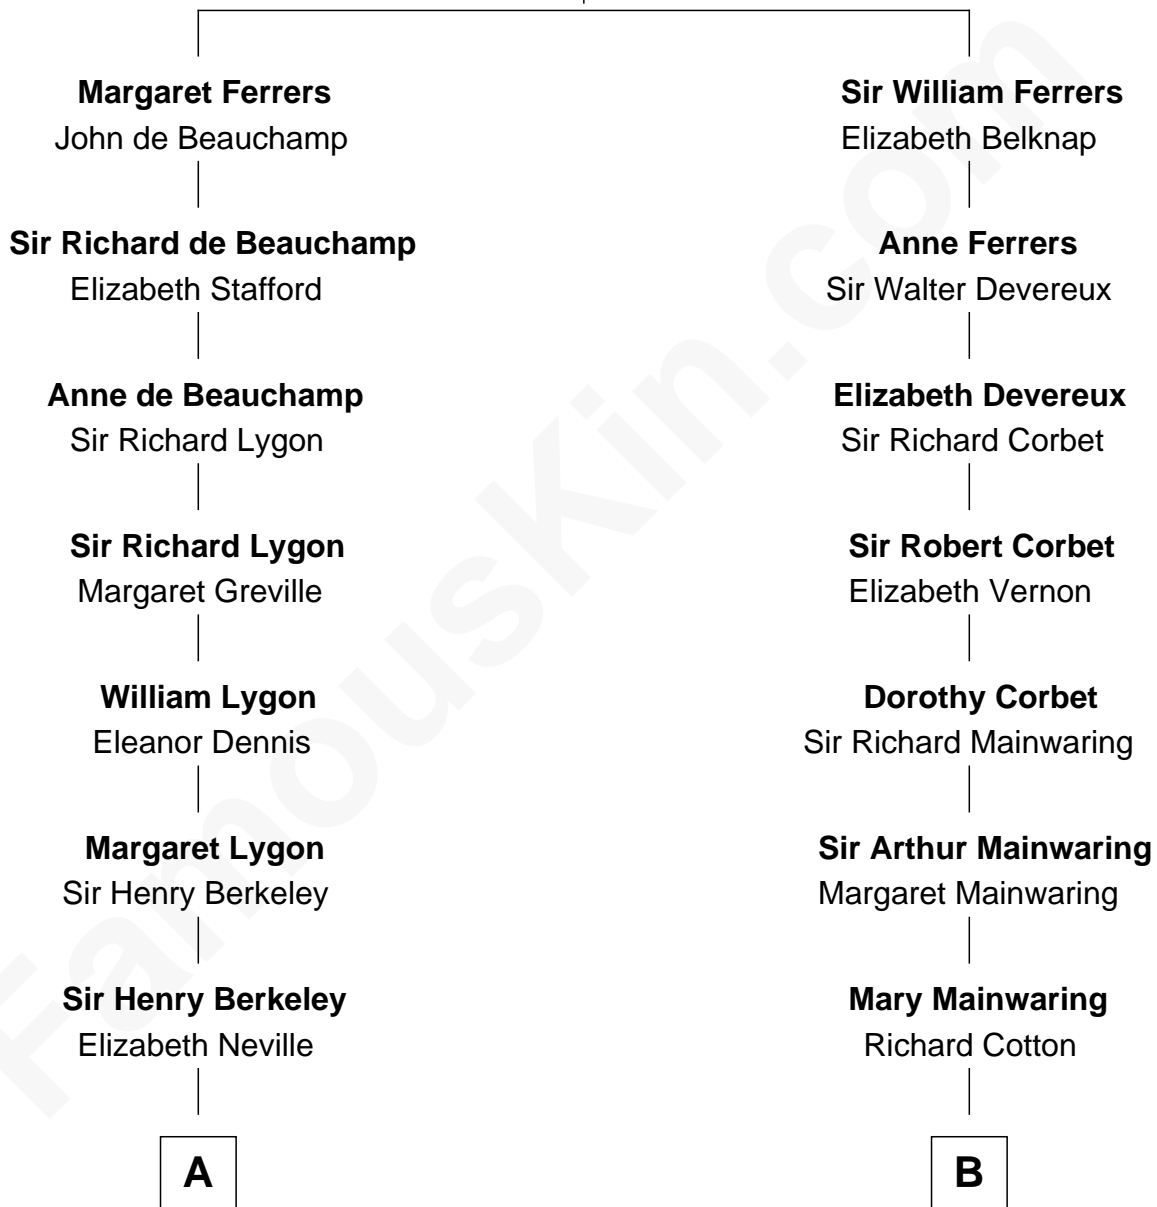 Margaret Ferrers
John de Beauchamp
Sir Richard de Beauchamp
Elizabeth Stafford
Anne de Beauchamp
Sir Richard Lygon
Sir Richard Lygon
Margaret Greville
William Lygon
Eleanor Dennis
Margaret Lygon
Sir Henry Berkeley
Sir Henry Berkeley
Elizabeth Neville
A
Sir William Ferrers
Elizabeth Belknap
Anne Ferrers
Sir Walter Devereux
Elizabeth Devereux
Sir Richard Corbet
Sir Robert Corbet
Elizabeth Vernon
Dorothy Corbet
Sir Richard Mainwaring
Sir Arthur Mainwaring
Margaret Mainwaring
Mary Mainwaring
Richard Cotton
B
FamousKin.com